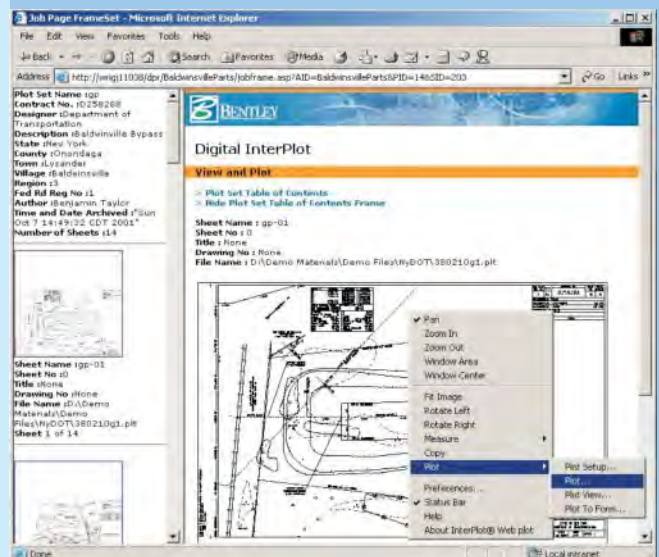 Job Page FrameSet - Microsoft Internet Explorer
File Edit View Favorites Tools Help
Back Search Favorites Media
Address http://wrigj11038/dpr/BaldwinsvilleParts/jobframe.asp?AID=BaldwinsvilleParts&PID=14&SID=203 Go Links »
Plot Set Name :gp
Contract No. :D258268
Designer :Department of
Transportation
Description :Baldwinville Bypass
State :New York
County :Onondaga
Town :Lysander
Village :Baldwinsville
Region :3
Fed Rd Reg No :1
Author :Benjamin Taylor
Time and Date Archived :"Sun
Oct 7 14:49:32 CDT 2001"
Number of Sheets :14
Sheet Name :gp-01
Sheet No :0
Title :None
Drawing No :None
File Name :D:\Demo
Materials\Demo
Files\NyDOT\380210g1.plt
Sheet 1 of 14
BENTLEY
Digital InterPlot
View and Plot
> Plot Set Table of Contents
> Hide Plot Set Table of Contents Frame
Sheet Name : gp-01
Sheet No : 0
Title : None
Drawing No : None
File Name : D:\Demo Materials\Demo Files\NyDOT\380210g1.plt
Pan
Zoom In
Zoom Out
Window Area
Window Center
Fit Image
Rotate Left
Rotate Right
Measure
Copy
Plot
Preferences...
Status Bar
Help
About InterPlot® Web plot
Print Setup...
Plot...
Plot View...
Plot To Form...
Done
Local intranet